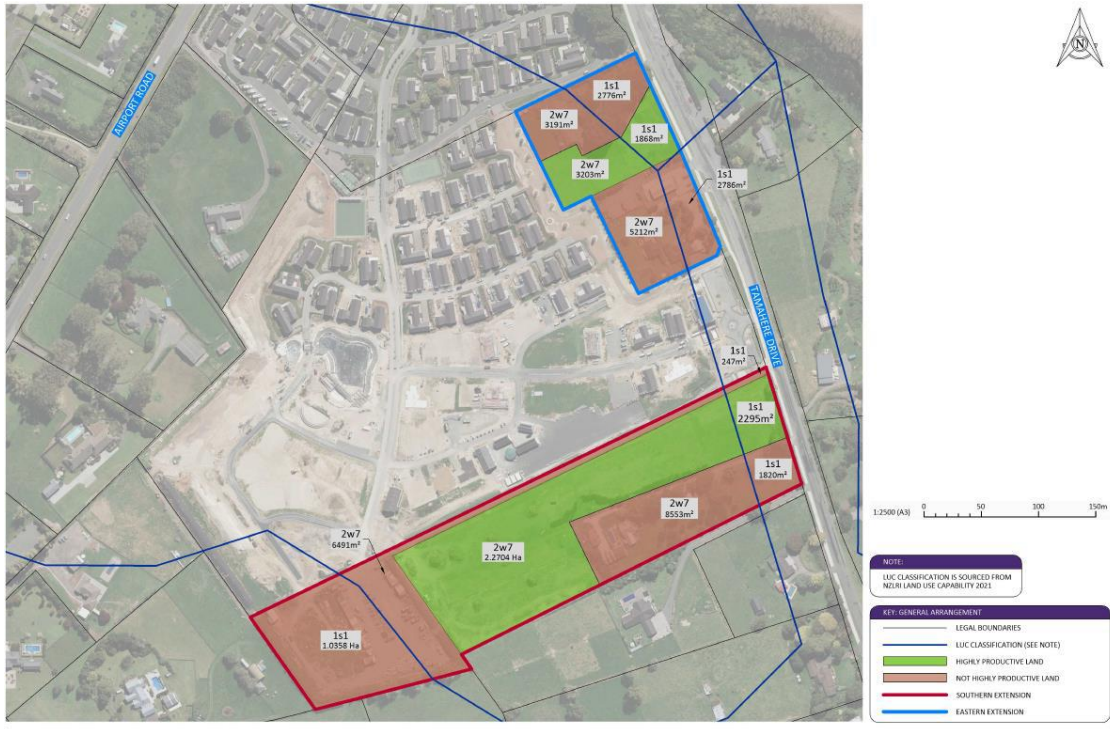 AIRPORT ROAD
1s1
2776m²
2w7
3191m²
1s1
1868m²
2w7
3203m²
1s1
2786m²
2w7
5212m²
TAMAHERE DRIVE
1s1
247m²
1s1
2295m²
1s1
1820m²
2w7
8553m²
2w7
6491m²
2w7
2.2704 Ha
1s1
1.0358 Ha
N
1:2500 (A3)
0 50 100 150m
NOTE:
LUC CLASSIFICATION IS SOURCED FROM
NZLRI LAND USE CAPABILITY 2021
KEY: GENERAL ARRANGEMENT
LEGAL BOUNDARIES
LUC CLASSIFICATION (SEE NOTE)
HIGHLY PRODUCTIVE LAND
NOT HIGHLY PRODUCTIVE LAND
SOUTHERN EXTENSION
EASTERN EXTENSION